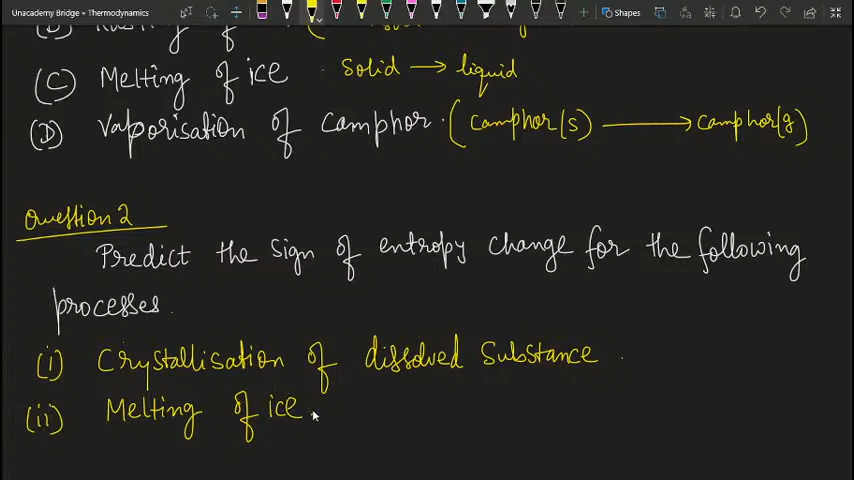 Unacademy Bridge - Thermodynamics
Shapes
(C) Melting of ice . Solid → liquid
(D) Vaporisation of camphor. (camphor(s) → camphor(g)
Question 2
Predict the sign of entropy change for the following
processes.
(i) Crystallisation of dissolved Substance .
(ii) Melting of ice.